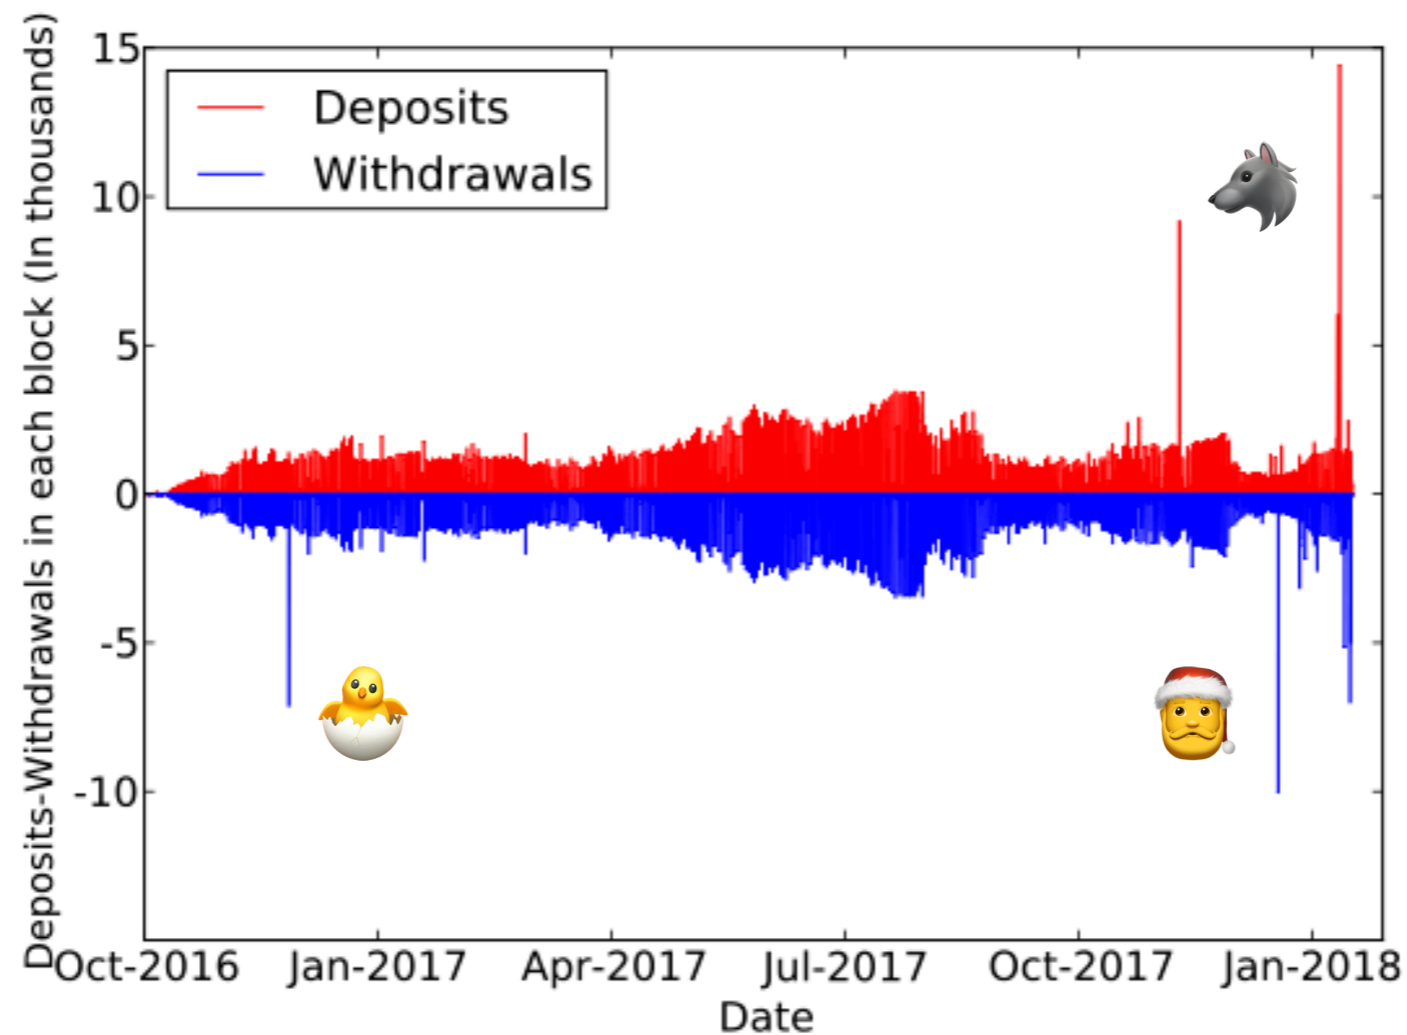 Deposits-Withdrawals in each block (In thousands)
15
10
5
0
-5
-10
Deposits
Withdrawals
Oct-2016 Jan-2017 Apr-2017 Jul-2017 Oct-2017 Jan-2018
Date